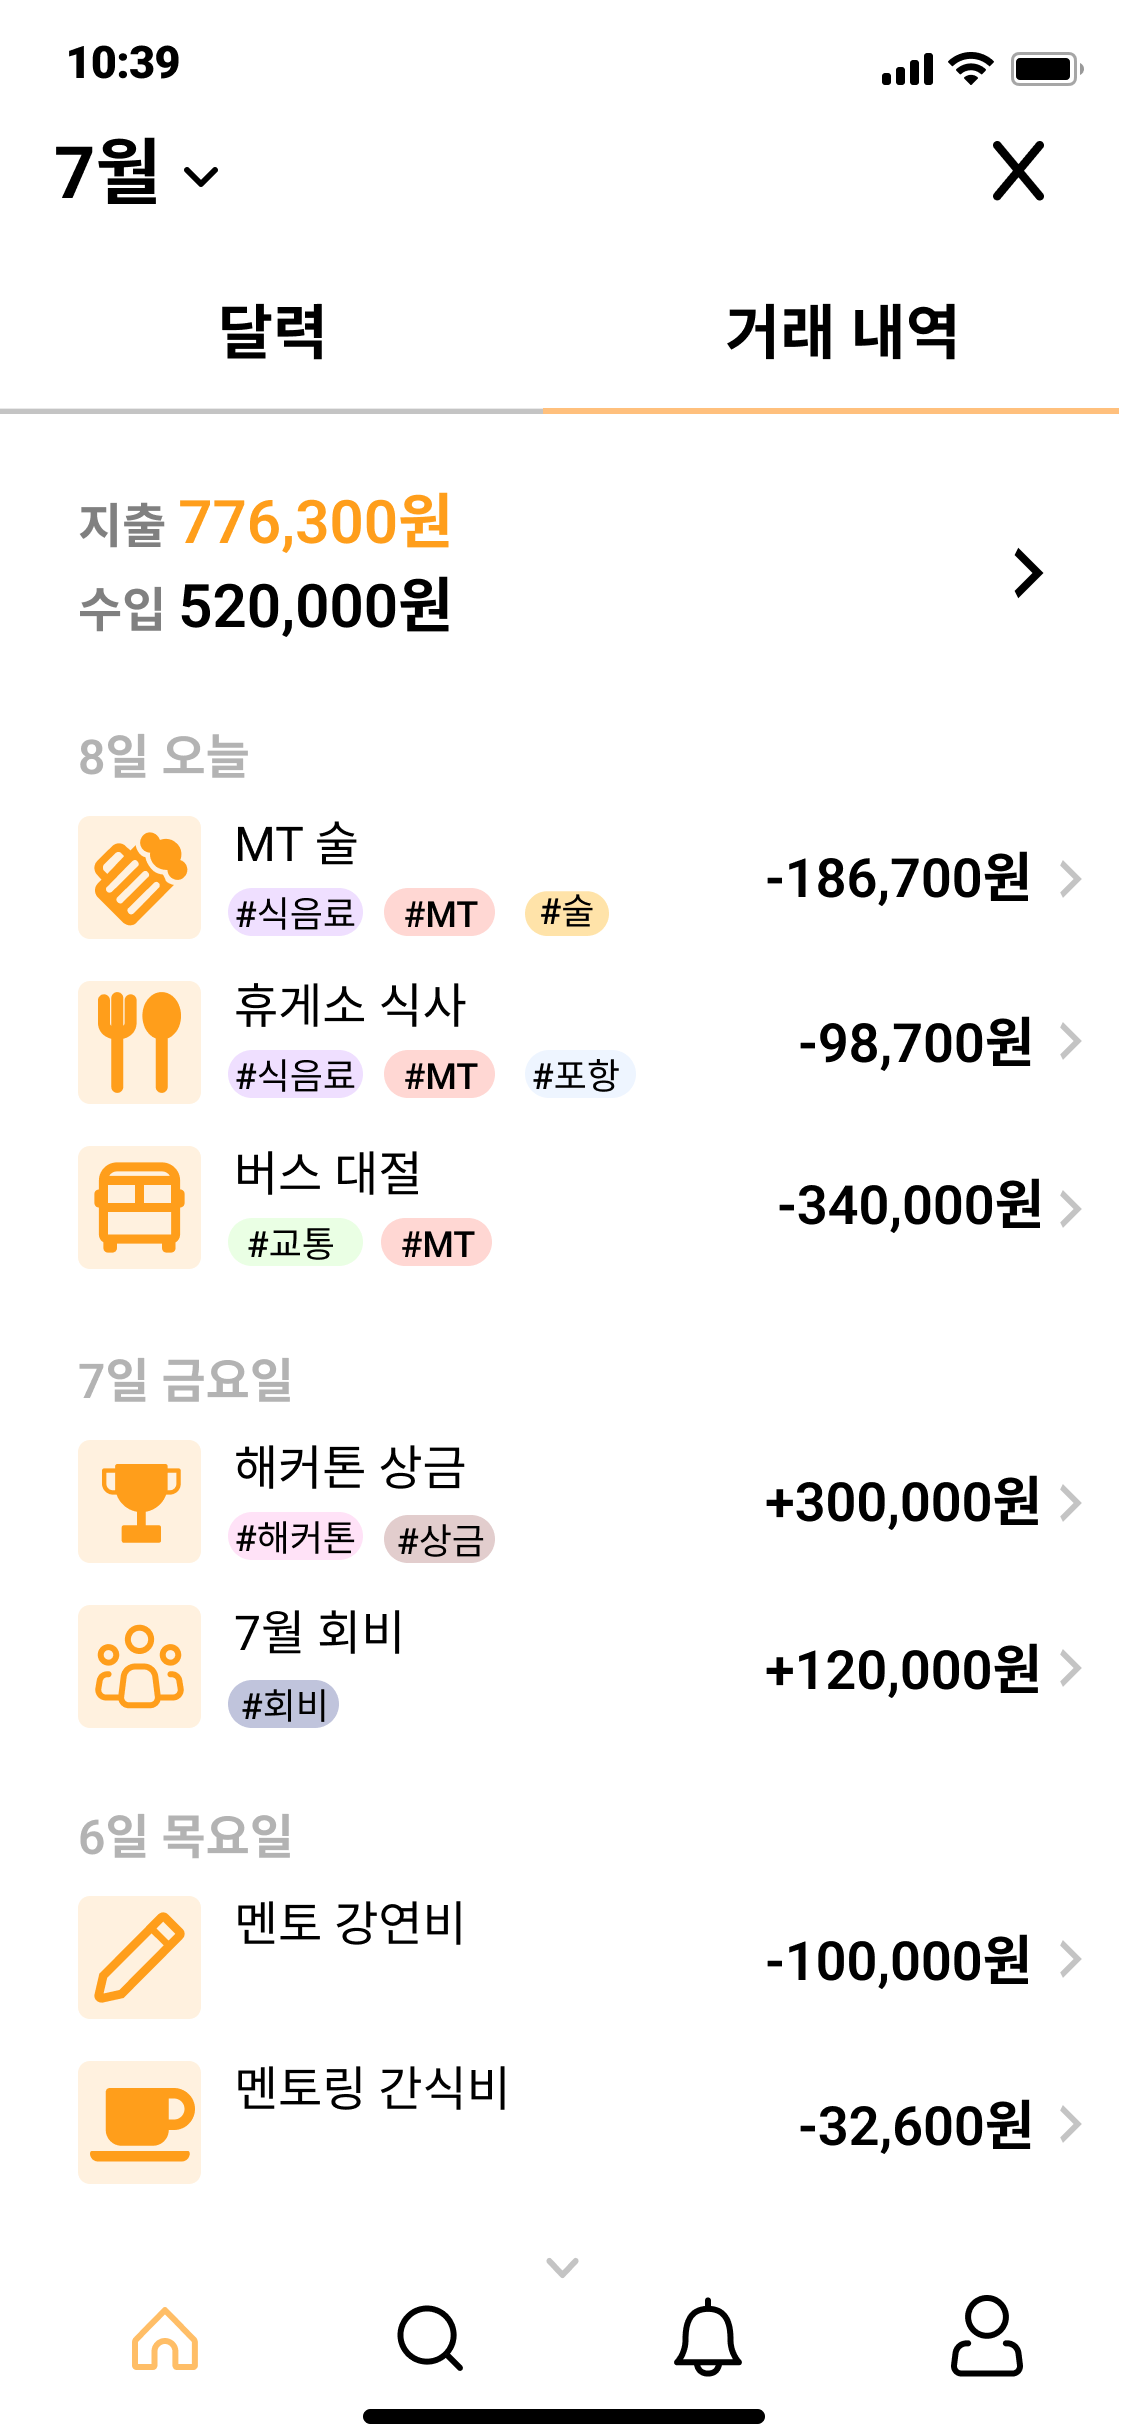 10:39
7월
달력 거래 내역
지출 776,300원
수입 520,000원
8일 오늘
MT 술
-186,700원
#식음료 #MT #술
휴게소 식사
-98,700원
#식음료 #MT #포항
버스 대절
-340,000원
#교통 #MT
7일 금요일
해커톤 상금
+300,000원
#해커톤 #상금
7월 회비
+120,000원
#회비
6일 목요일
멘토 강연비
-100,000원
멘토링 간식비
-32,600원